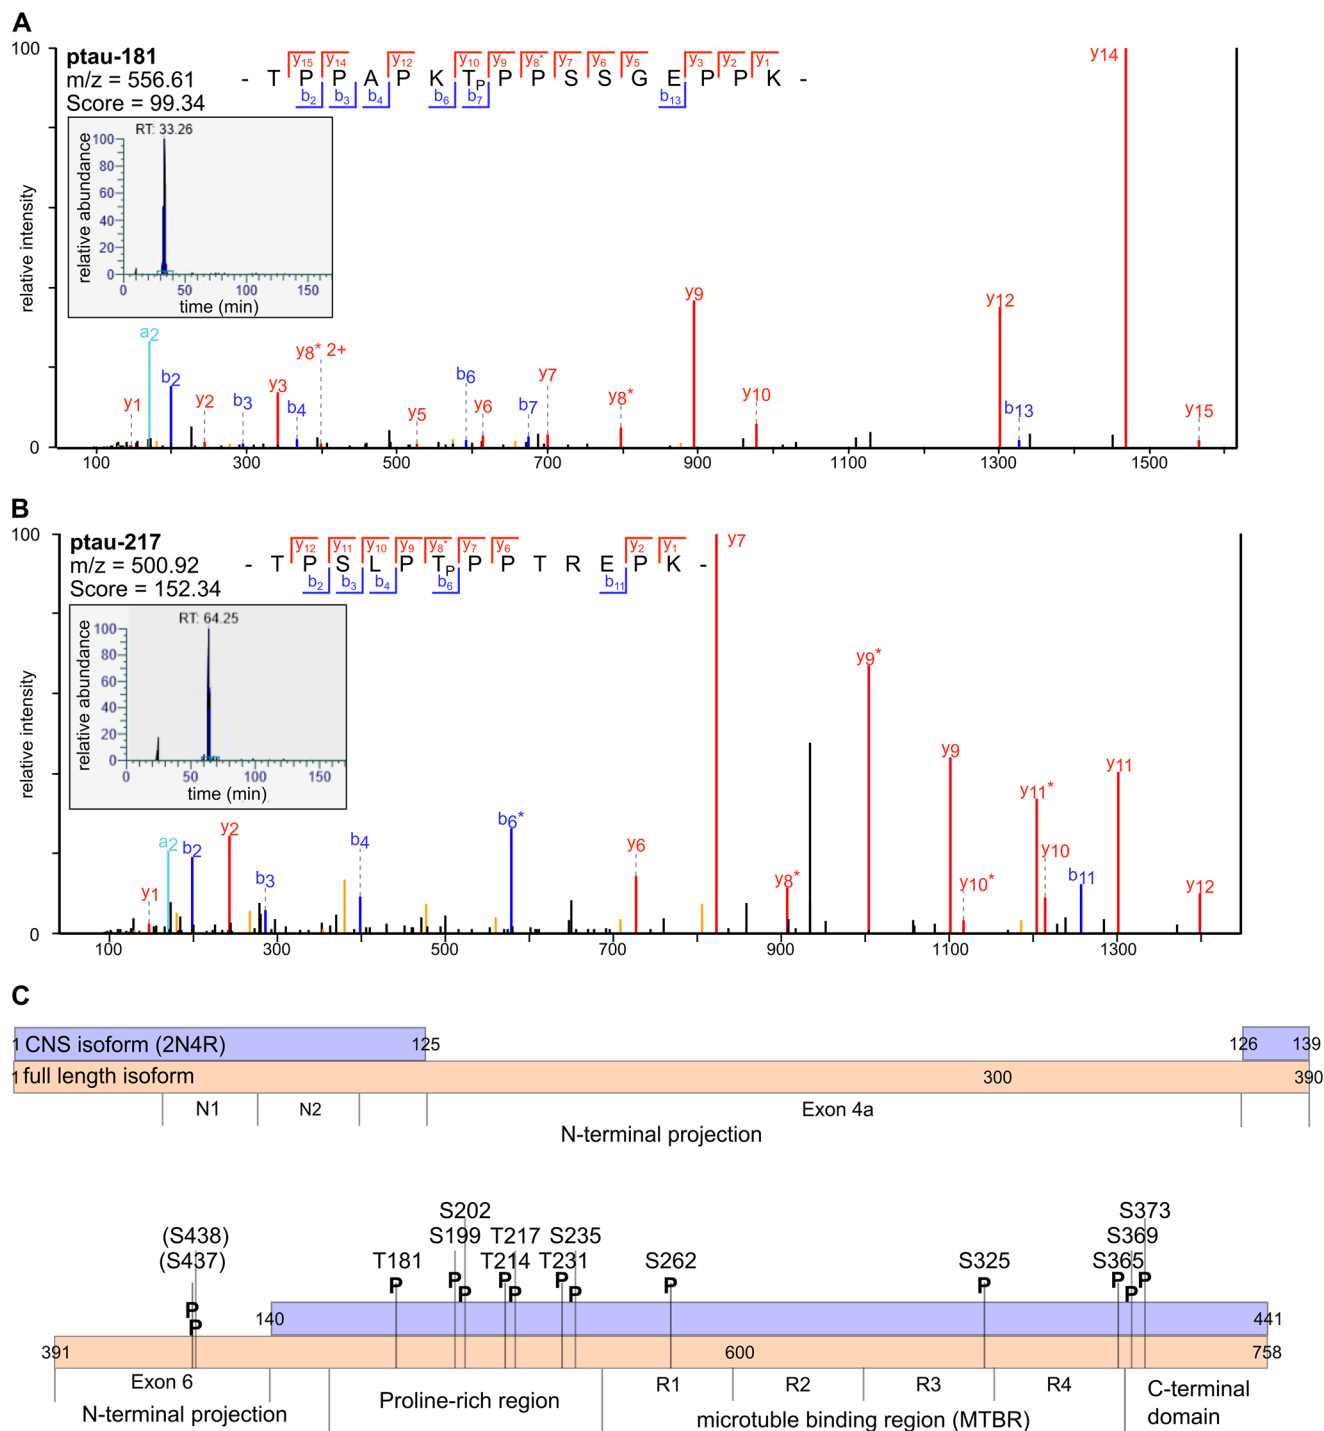 A
100
ptau-181
m/z = 556.61
Score = 99.34
y15 y14 y12 y10 y9 y8* y7 y6 y5 y3 y2 y1
- T P P A P K TP P P S S G E P P K -
b2 b3 b4 b6 b7 b13
y14
RT: 33.26
relative abundance
100
80
60
40
20
0
0 50 100 150
time (min)
relative intensity
a2
b2
y1
y2
b3
y3
b4
y8* 2+
y5
b6
y6
b7
y7
y8*
y9
y10
y12
b13
y15
0
100 300 500 700 900 1100 1300 1500
B
100
ptau-217
m/z = 500.92
Score = 152.34
y12 y11 y10 y9 y8* y7 y6 y2 y1
- T P S L P TP P P T R E P K -
b2 b3 b4 b6 b11
y7
RT: 64.25
relative abundance
100
80
60
40
20
0
0 50 100 150
time (min)
relative intensity
y1
a2
b2
y2
b3
b4
b6*
y6
y8*
y9*
y9
y10*
y11*
y10
b11
y11
y12
0
100 300 500 700 900 1100 1300
C
1 CNS isoform (2N4R) 125 126 139
1 full length isoform 300 390
N1 N2 Exon 4a
N-terminal projection
S202 S373
(S438) S199 T217 S235 S369
(S437) T181 T214 T231 S262 S325 S365
P P P P P P P P P P P P P
140 441
391 600 758
Exon 6 R1 R2 R3 R4
Proline-rich region
N-terminal projection
microtuble binding region (MTBR)
C-terminal
domain